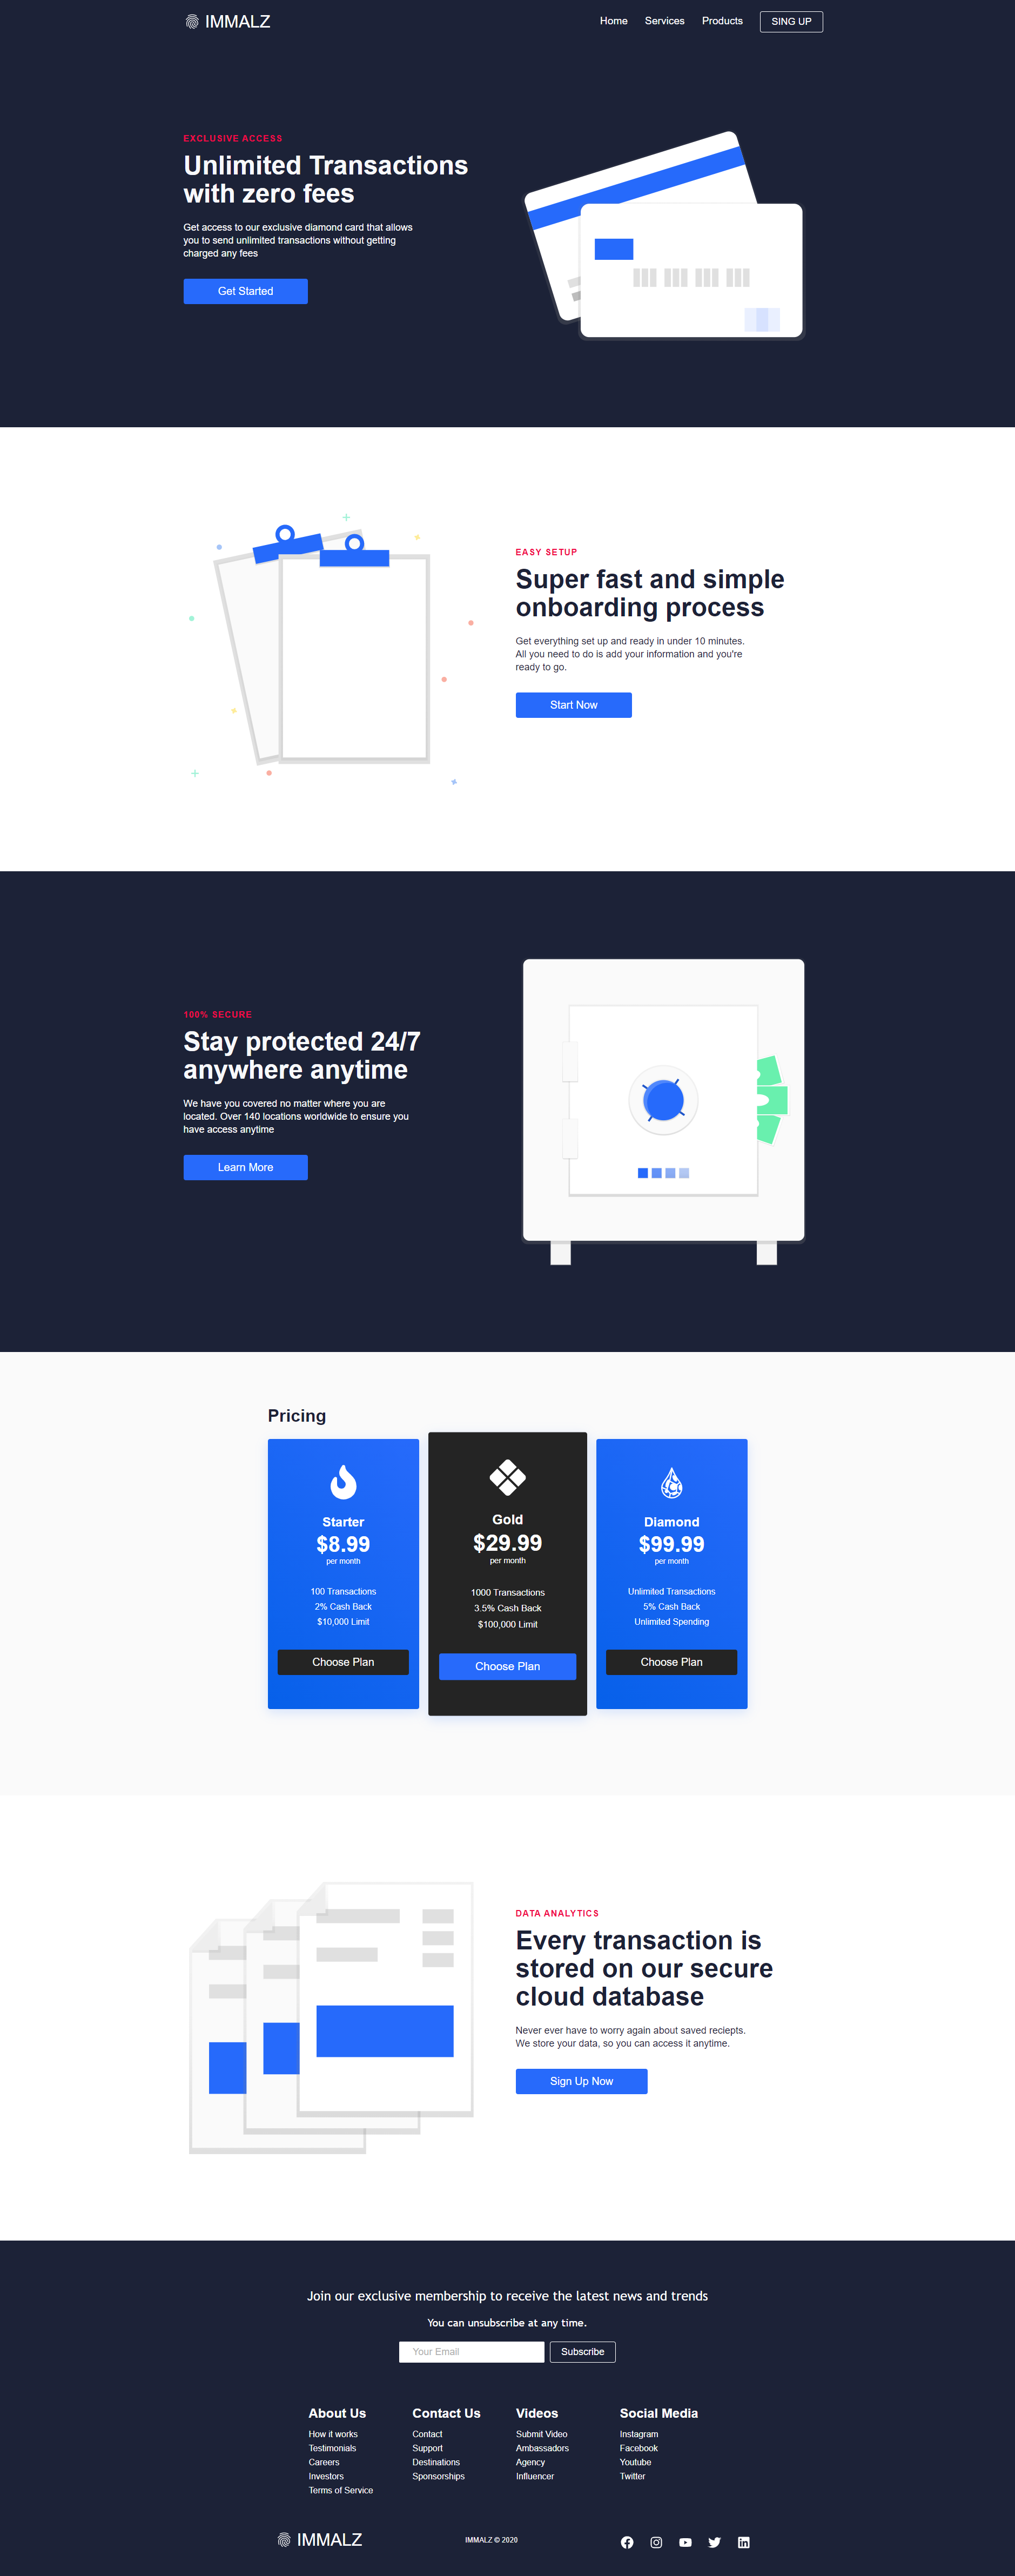 IMMALZ
Home
Services
Products
SING UP
EXCLUSIVE ACCESS
Unlimited Transactions
with zero fees
Get access to our exclusive diamond card that allows
you to send unlimited transactions without getting
charged any fees
Get Started
EASY SETUP
Super fast and simple
onboarding process
Get everything set up and ready in under 10 minutes.
All you need to do is add your information and you're
ready to go.
Start Now
100% SECURE
Stay protected 24/7
anywhere anytime
We have you covered no matter where you are
located. Over 140 locations worldwide to ensure you
have access anytime
Learn More
Pricing
Starter
$8.99
per month
100 Transactions
2% Cash Back
$10,000 Limit
Choose Plan
Gold
$29.99
per month
1000 Transactions
3.5% Cash Back
$100,000 Limit
Choose Plan
Diamond
$99.99
per month
Unlimited Transactions
5% Cash Back
Unlimited Spending
Choose Plan
DATA ANALYTICS
Every transaction is
stored on our secure
cloud database
Never ever have to worry again about saved reciepts.
We store your data, so you can access it anytime.
Sign Up Now
Join our exclusive membership to receive the latest news and trends
You can unsubscribe at any time.
Your Email
Subscribe
About Us
How it works
Testimonials
Careers
Investors
Terms of Service
Contact Us
Contact
Support
Destinations
Sponsorships
Videos
Submit Video
Ambassadors
Agency
Influencer
Social Media
Instagram
Facebook
Youtube
Twitter
IMMALZ
IMMALZ © 2020